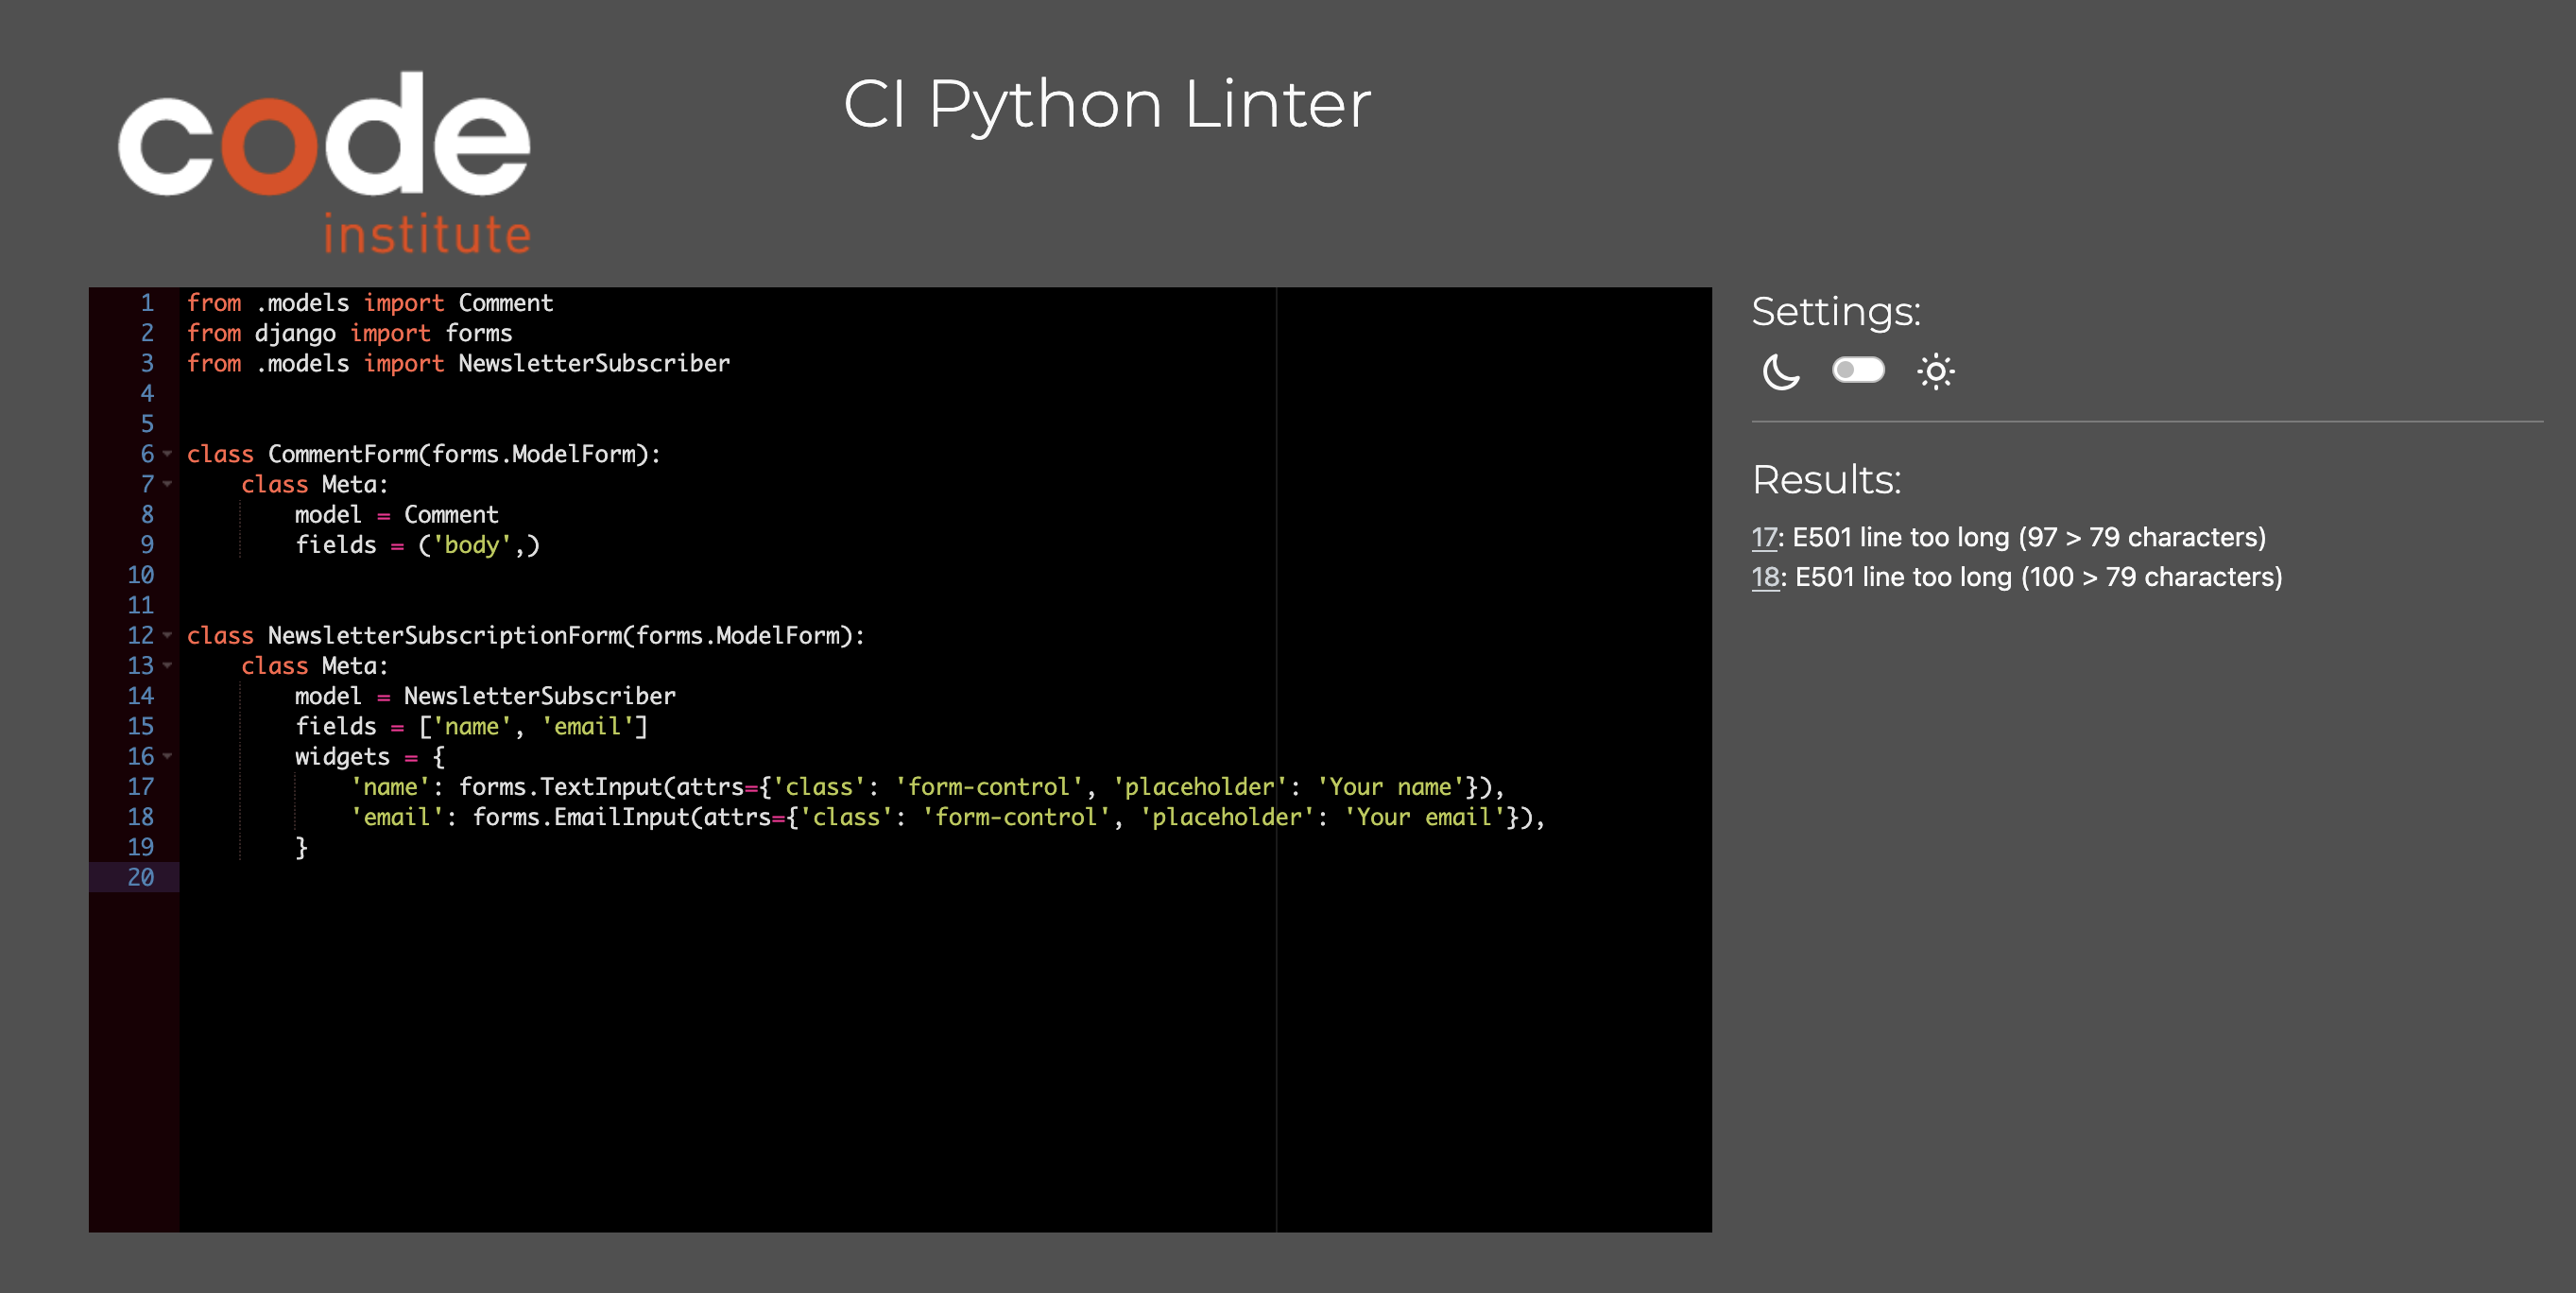 code
institute
CI Python Linter
1 from .models import Comment
2 from django import forms
3 from .models import NewsletterSubscriber
4
5
6 class CommentForm(forms.ModelForm):
7     class Meta:
8         model = Comment
9         fields = ('body',)
10
11
12 class NewsletterSubscriptionForm(forms.ModelForm):
13     class Meta:
14         model = NewsletterSubscriber
15         fields = ['name', 'email']
16         widgets = {
17             'name': forms.TextInput(attrs={'class': 'form-control', 'placeholder': 'Your name'}),
18             'email': forms.EmailInput(attrs={'class': 'form-control', 'placeholder': 'Your email'}),
19         }
20
Settings:
Results:
17: E501 line too long (97 > 79 characters)
18: E501 line too long (100 > 79 characters)